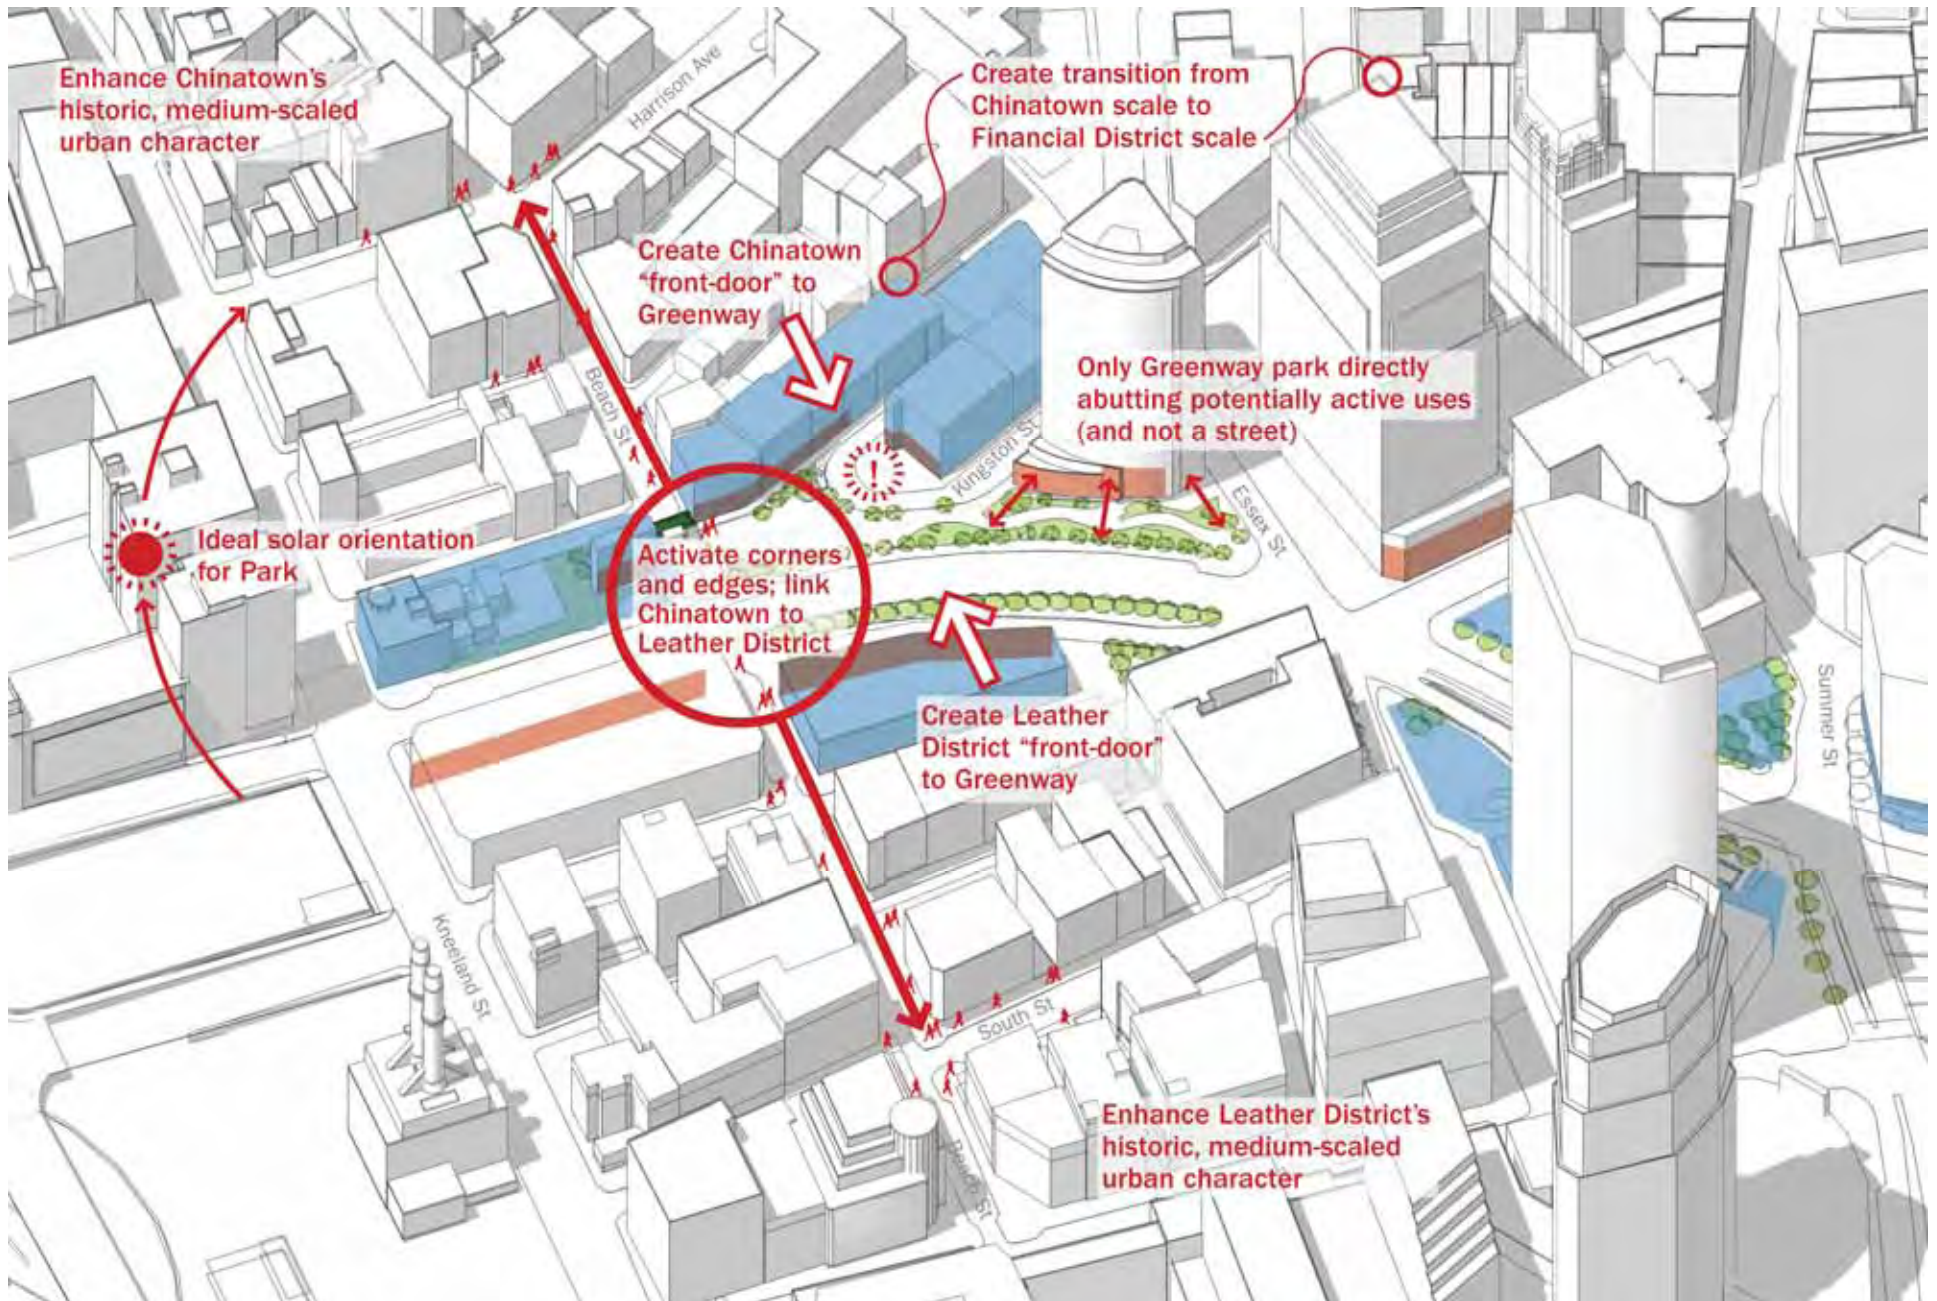 Enhance Chinatown's
historic, medium-scaled
urban character
Harrison Ave
Create transition from
Chinatown scale to
Financial District scale
Create Chinatown
“front-door” to
Greenway
Beach St
Only Greenway park directly
abutting potentially active uses
(and not a street)
!
Kingston St
Essex St
Ideal solar orientation
for Park
Activate corners
and edges; link
Chinatown to
Leather District
Create Leather
District “front-door”
to Greenway
Summer St
Kneeland St
South St
Enhance Leather District's
historic, medium-scaled
urban character
Beach St